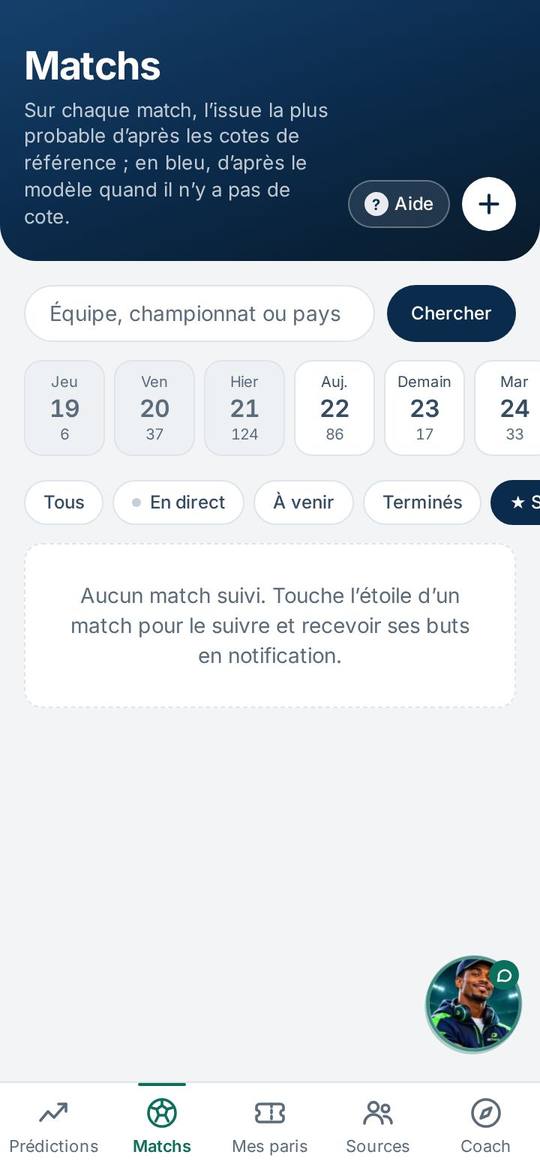 Matchs
Sur chaque match, l’issue la plus
probable d’après les cotes de
référence ; en bleu, d’après le
modèle quand il n’y a pas de
cote.
? Aide
Équipe, championnat ou pays
Chercher
Jeu
19
6
Ven
20
37
Hier
21
124
Auj.
22
86
Demain
23
17
Mar
24
33
Tous
En direct
À venir
Terminés
★ S
Aucun match suivi. Touche l’étoile d’un
match pour le suivre et recevoir ses buts
en notification.
Prédictions
Matchs
Mes paris
Sources
Coach